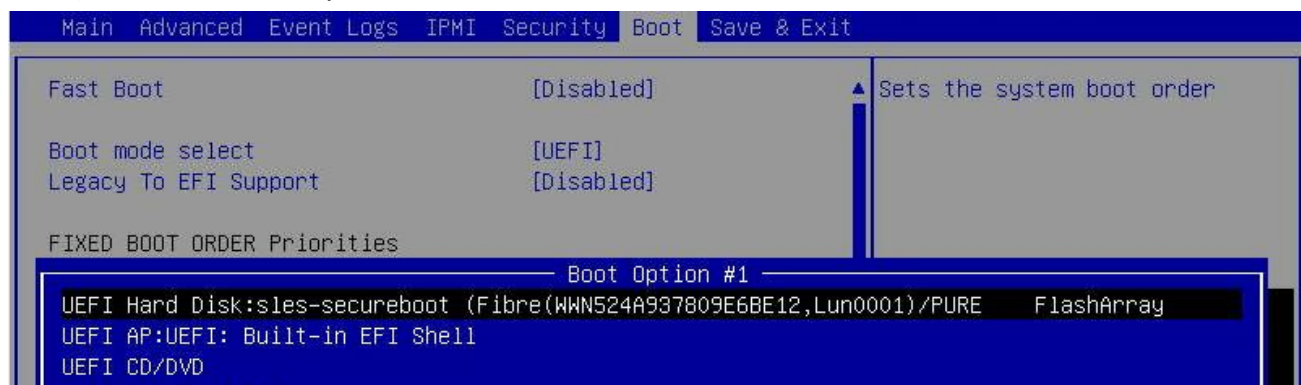 Main Advanced Event Logs IPMI Security Boot Save & Exit
Fast Boot [Disabled] Sets the system boot order
Boot mode select [UEFI]
Legacy To EFI Support [Disabled]
FIXED BOOT ORDER Priorities
Boot Option #1
UEFI Hard Disk:sles-secureboot (Fibre(WWN524A937809E6BE12,Lun0001)/PURE FlashArray
UEFI AP:UEFI: Built-in EFI Shell
UEFI CD/DVD